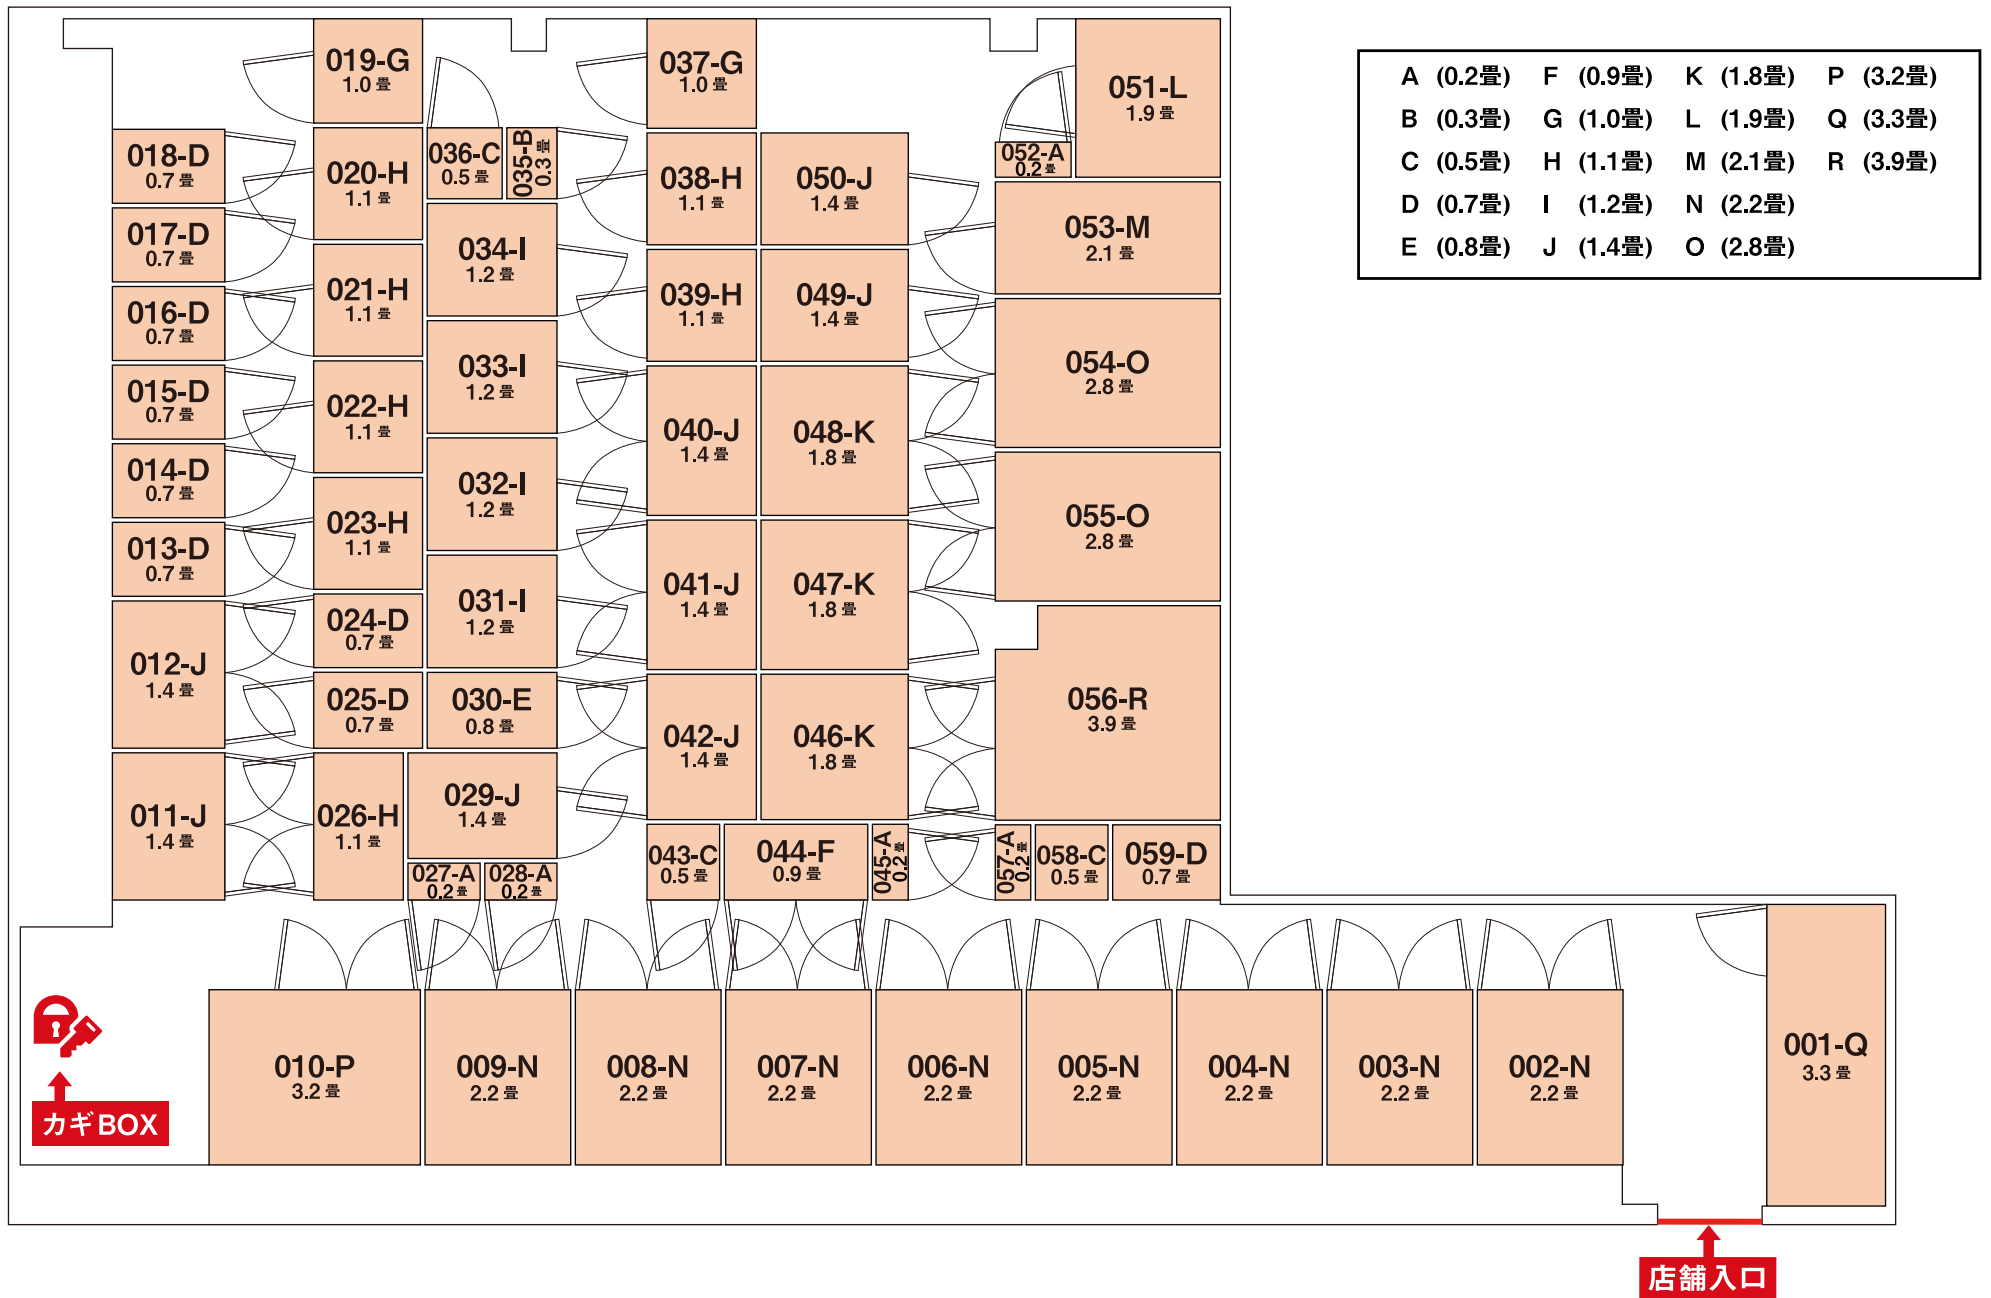 019-G
1.0 畳
037-G
1.0 畳
051-L
1.9 畳
A (0.2畳) F (0.9畳) K (1.8畳) P (3.2畳)
B (0.3畳) G (1.0畳) L (1.9畳) Q (3.3畳)
C (0.5畳) H (1.1畳) M (2.1畳) R (3.9畳)
D (0.7畳) I (1.2畳) N (2.2畳)
E (0.8畳) J (1.4畳) O (2.8畳)
018-D
0.7 畳
020-H
1.1 畳
036-C
0.5 畳
035-B
0.3 畳
038-H
1.1 畳
050-J
1.4 畳
052-A
0.2 畳
017-D
0.7 畳
034-I
1.2 畳
053-M
2.1 畳
021-H
1.1 畳
039-H
1.1 畳
049-J
1.4 畳
016-D
0.7 畳
033-I
1.2 畳
054-O
2.8 畳
015-D
0.7 畳
022-H
1.1 畳
040-J
1.4 畳
048-K
1.8 畳
014-D
0.7 畳
032-I
1.2 畳
023-H
1.1 畳
055-O
2.8 畳
013-D
0.7 畳
041-J
1.4 畳
047-K
1.8 畳
031-I
1.2 畳
024-D
0.7 畳
012-J
1.4 畳
025-D
0.7 畳
030-E
0.8 畳
056-R
3.9 畳
042-J
1.4 畳
046-K
1.8 畳
029-J
1.4 畳
011-J
1.4 畳
026-H
1.1 畳
027-A
0.2 畳
028-A
0.2 畳
043-C
0.5 畳
044-F
0.9 畳
045-A
0.2 畳
057-A
0.2 畳
058-C
0.5 畳
059-D
0.7 畳
010-P
3.2 畳
009-N
2.2 畳
008-N
2.2 畳
007-N
2.2 畳
006-N
2.2 畳
005-N
2.2 畳
004-N
2.2 畳
003-N
2.2 畳
002-N
2.2 畳
001-Q
3.3 畳
カギBOX
店舗入口